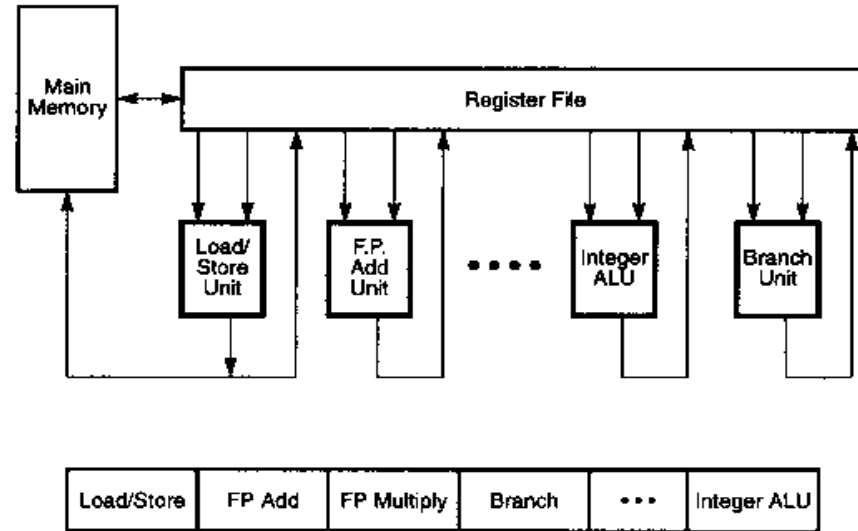 Main
Memory
Register File
Load/
Store
Unit
F.P.
Add
Unit
Integer
ALU
Branch
Unit
Load/Store FP Add FP Multiply Branch ••• Integer ALU